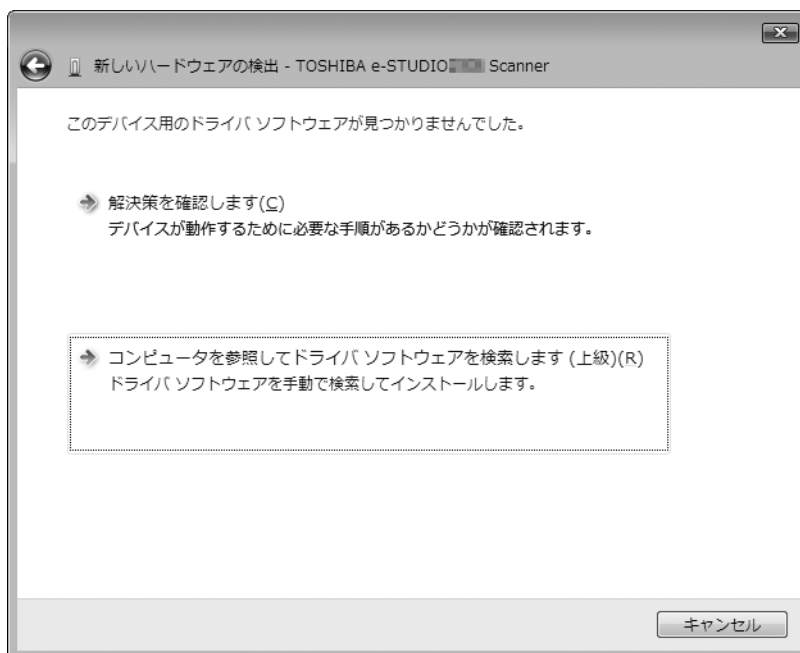 新しいハードウェアの検出 - TOSHIBA e-STUDIO Scanner
このデバイス用のドライバ ソフトウェアが見つかりませんでした。
解決策を確認します(C)
デバイスが動作するために必要な手順があるかどうかが確認されます。
コンピュータを参照してドライバ ソフトウェアを検索します (上級)(R)
ドライバ ソフトウェアを手動で検索してインストールします。
キャンセル